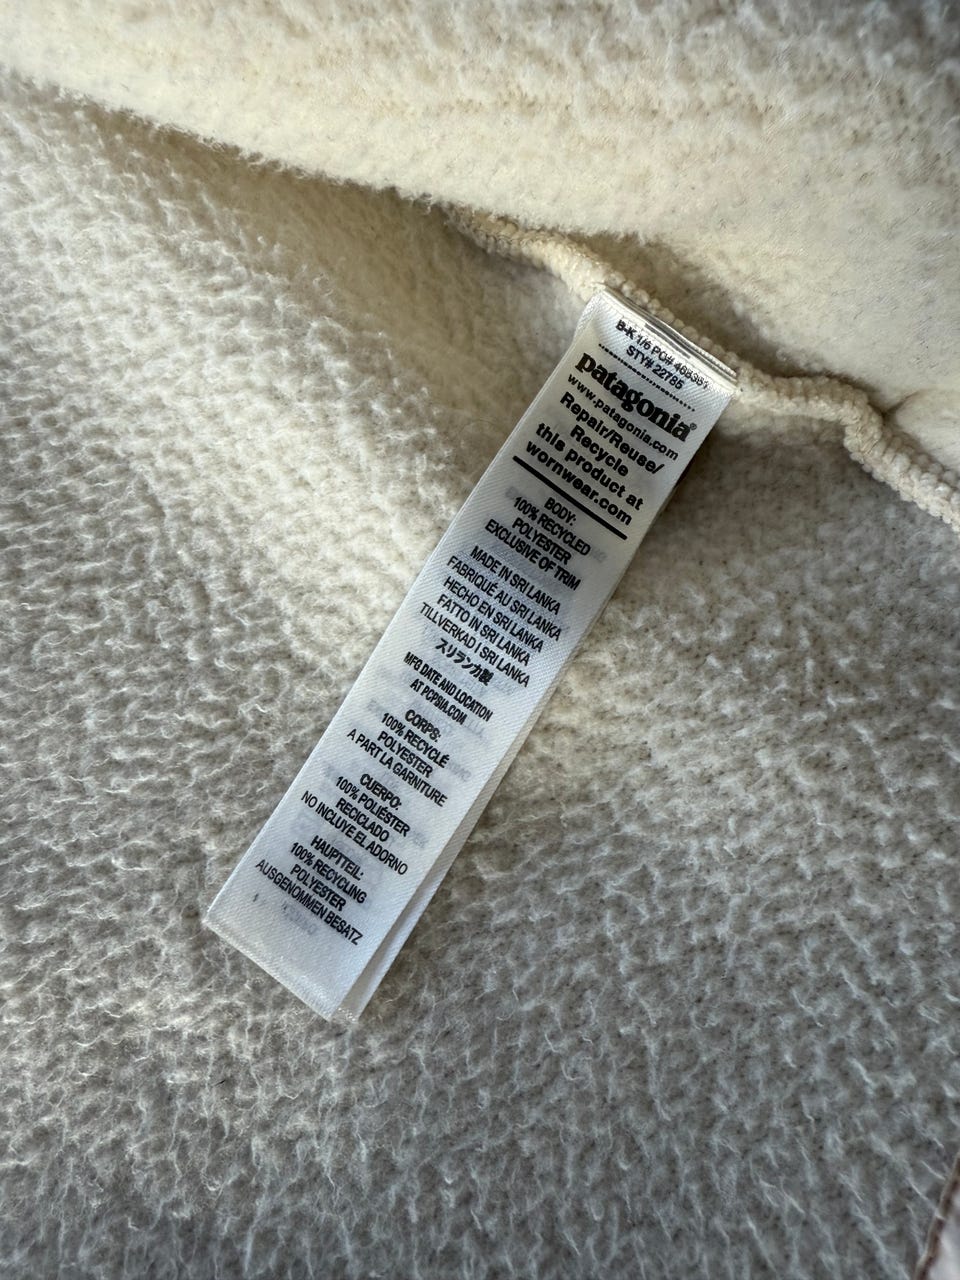 B-K 1/6 PO# 468381
STY# 22785
patagonia®
www.patagonia.com
Repair/Reuse/
Recycle
this product at
wornwear.com
BODY:
100% RECYCLED
POLYESTER
EXCLUSIVE OF TRIM
MADE IN SRI LANKA
FABRIQUÉ AU SRI LANKA
HECHO EN SRI LANKA
FATTO IN SRI LANKA
TILLVERKAD I SRI LANKA
スリランカ製
MFG DATE AND LOCATION
AT PCPSIA.COM
CORPS:
100% RECYCLÉ
POLYESTER
A PART LA GARNITURE
CUERPO:
100% POLIÉSTER
RECICLADO
NO INCLUYE EL ADORNO
HAUPTTEIL:
100% RECYCLING
POLYESTER
AUSGENOMMEN BESATZ